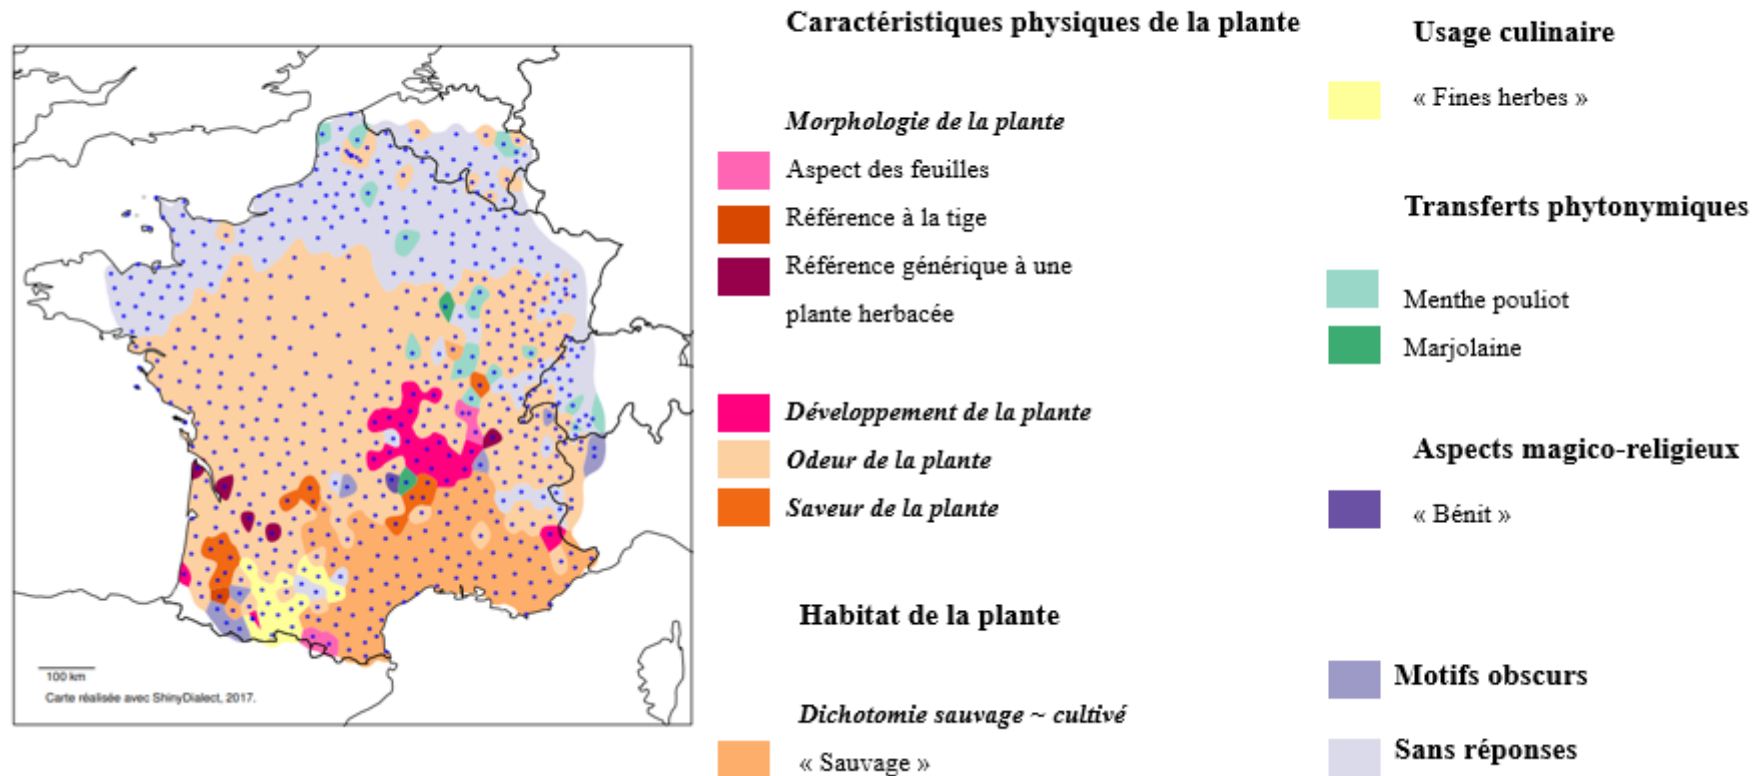 Caractéristiques physiques de la plante
Morphologie de la plante
Aspect des feuilles
Référence à la tige
Référence générique à une
plante herbacée
Développement de la plante
Odeur de la plante
Saveur de la plante
Habitat de la plante
Dichotomie sauvage ~ cultivé
« Sauvage »
Usage culinaire
« Fines herbes »
Transferts phytonymiques
Menthe pouliot
Marjolaine
Aspects magico-religieux
« Bénit »
Motifs obscurs
Sans réponses
100 km
Carte réalisée avec ShinyDialect, 2017.